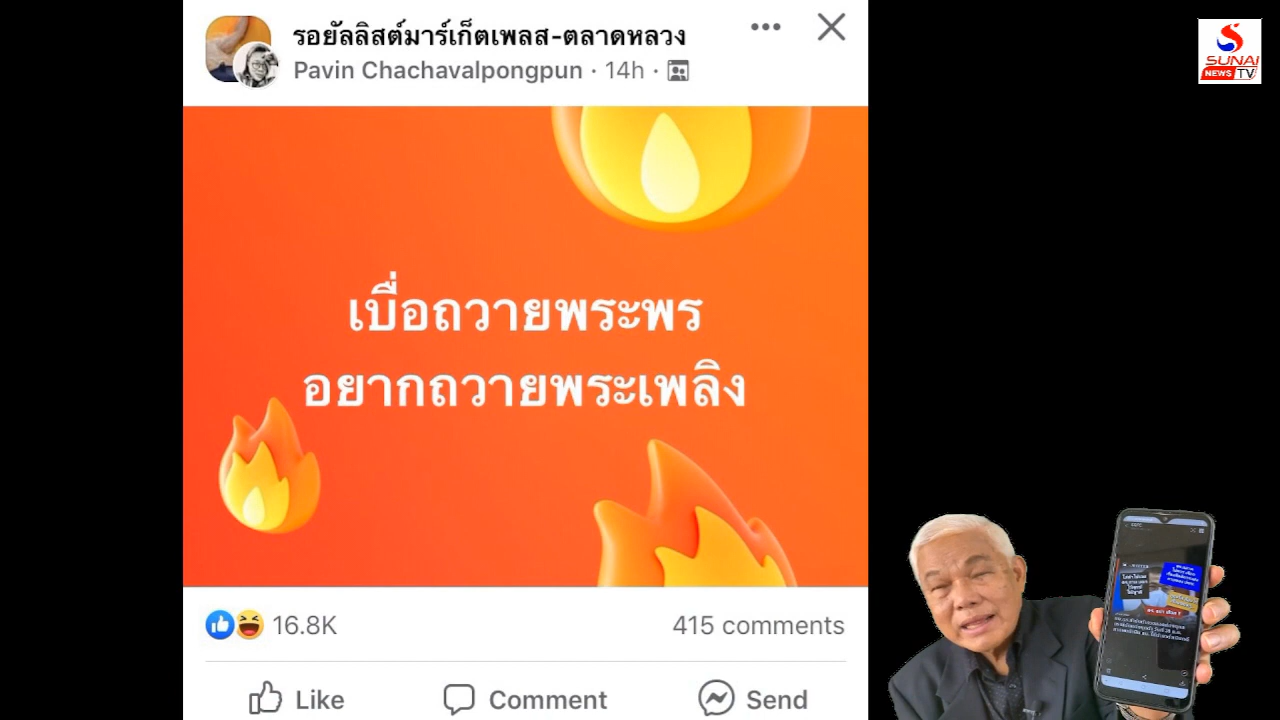 รอยัลลิสต์มาร์เก็ตเพลส-ตลาดหลวง
Pavin Chachavalpongpun · 14h ·
SUNAI
NEWS TV
เบื่อถวายพระพร
อยากถวายพระเพลิง
16.8K
415 comments
Like
Comment
Send